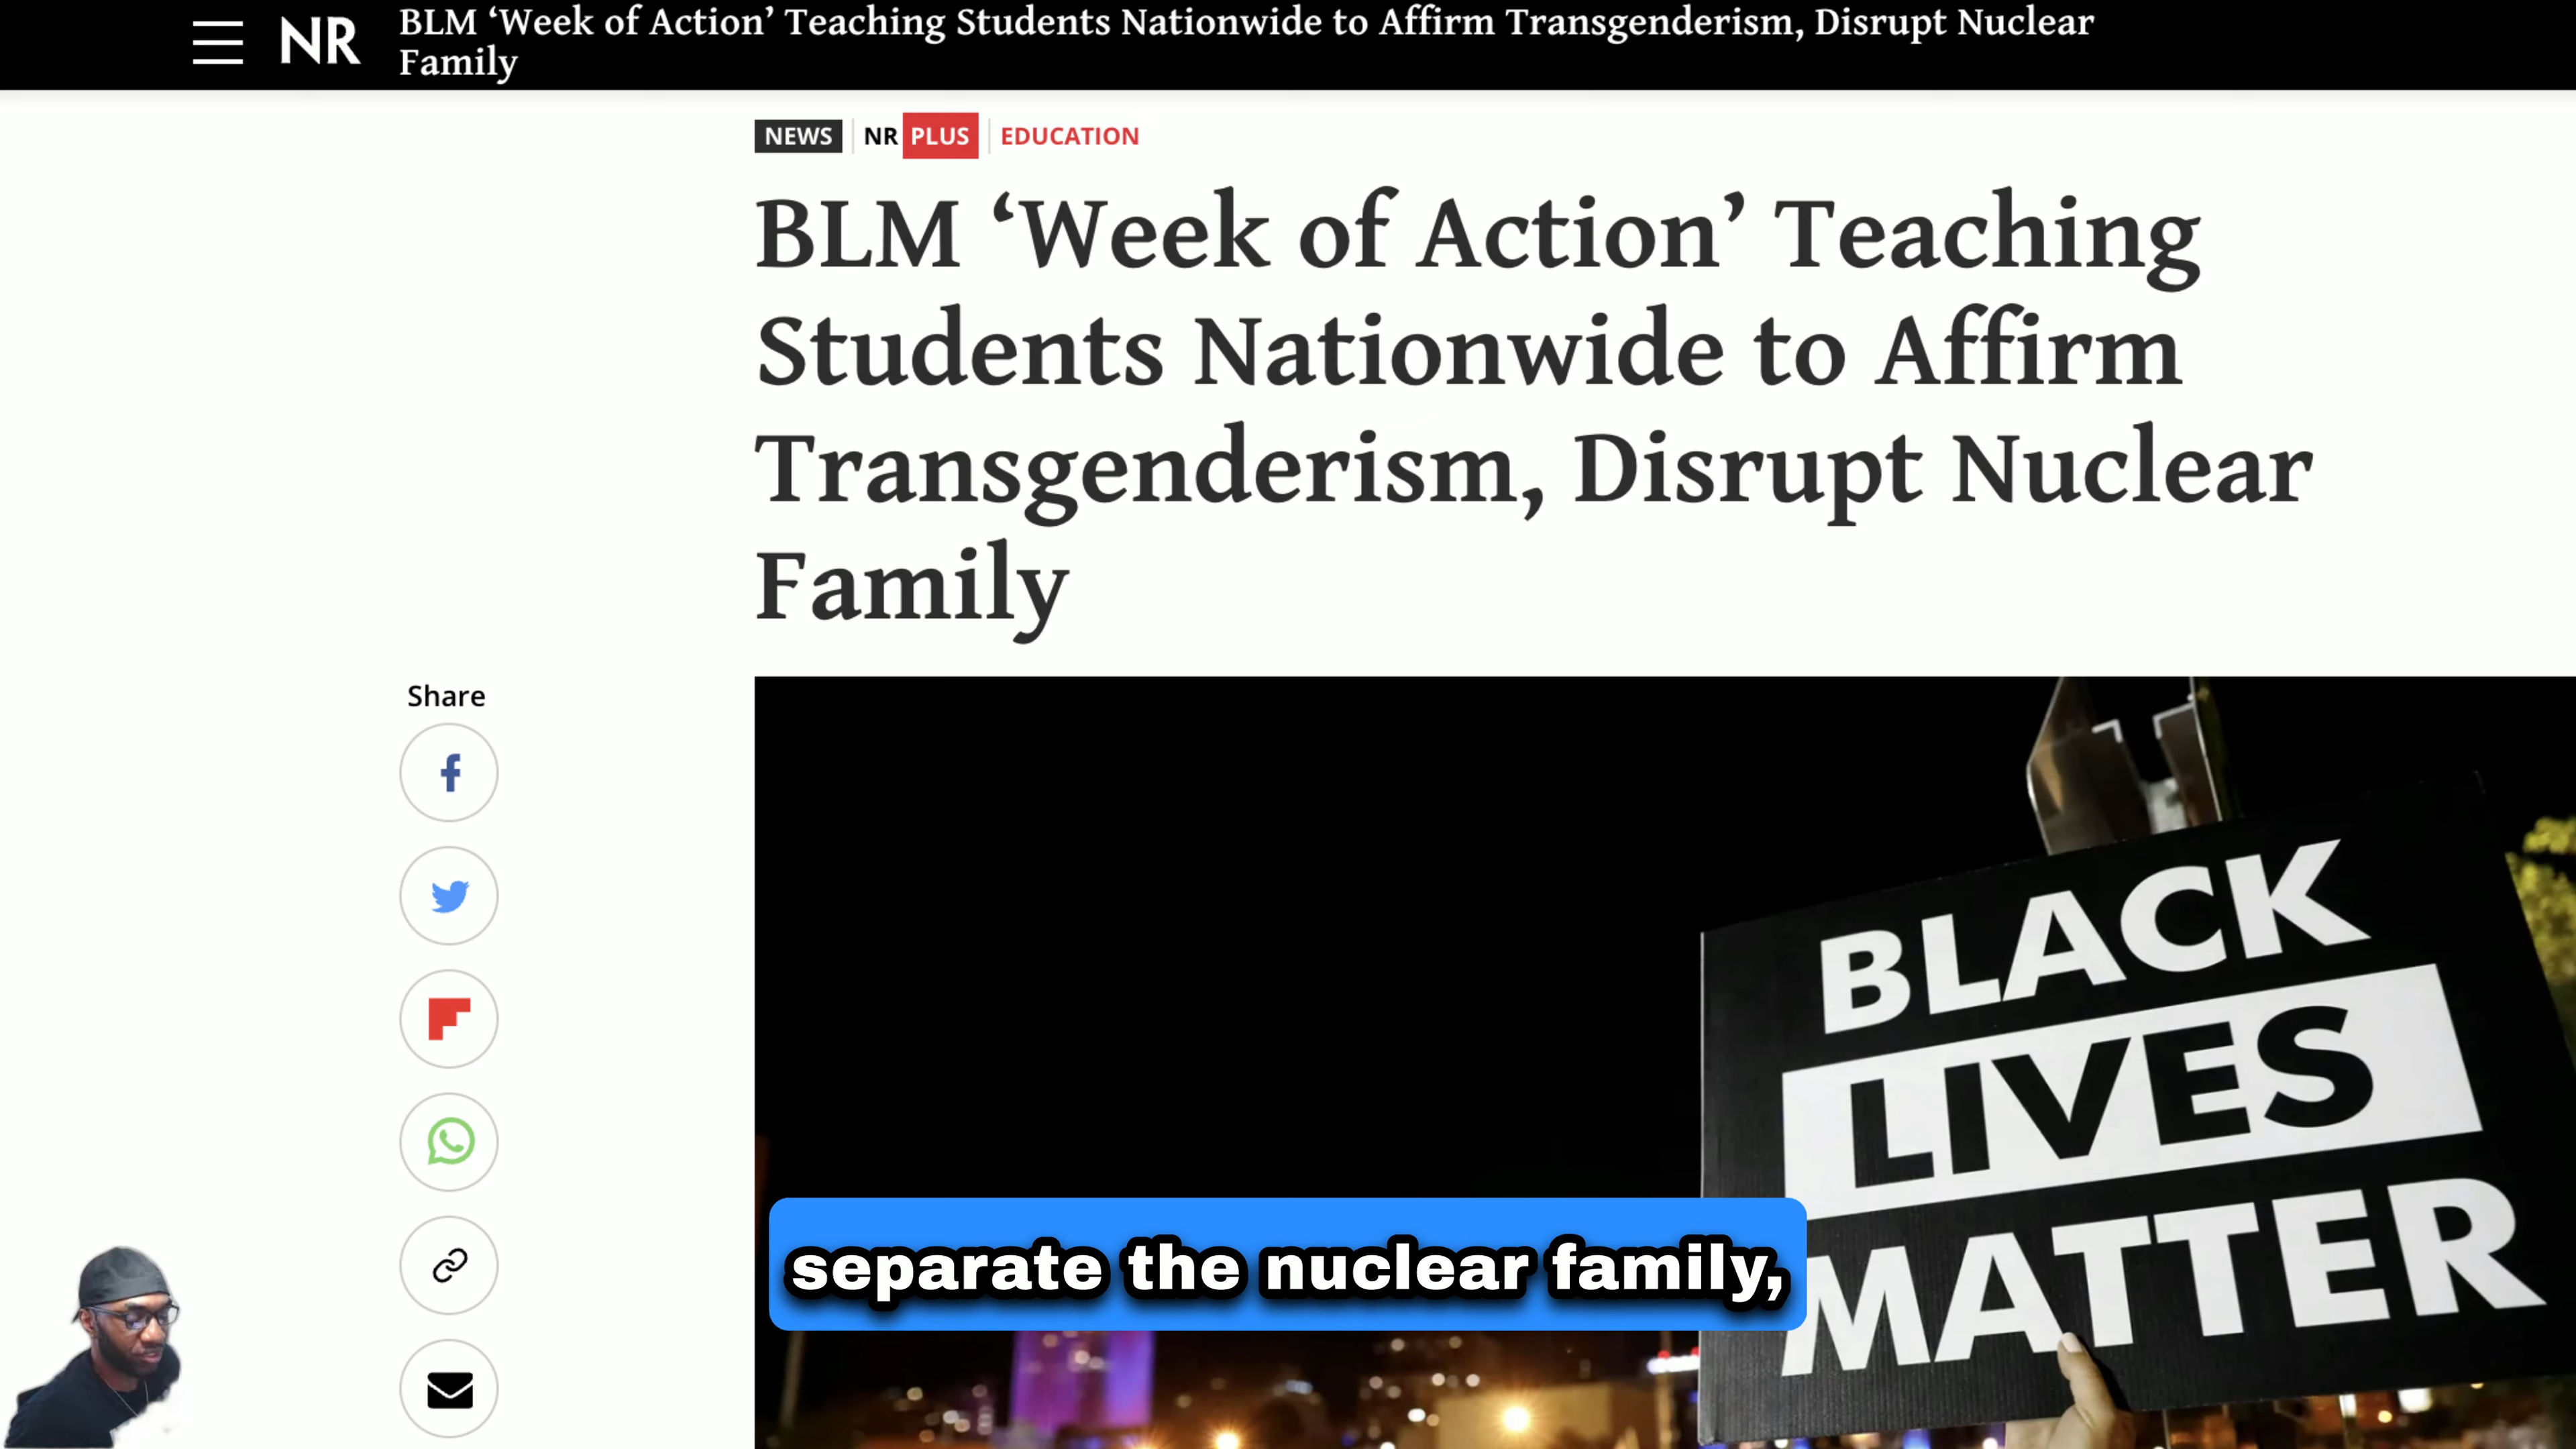 NR
BLM ‘Week of Action’ Teaching Students Nationwide to Affirm Transgenderism, Disrupt Nuclear
Family
NEWS NR PLUS EDUCATION
BLM ‘Week of Action’ Teaching
Students Nationwide to Affirm
Transgenderism, Disrupt Nuclear
Family
Share
BLACK
LIVES
MATTER
separate the nuclear family,